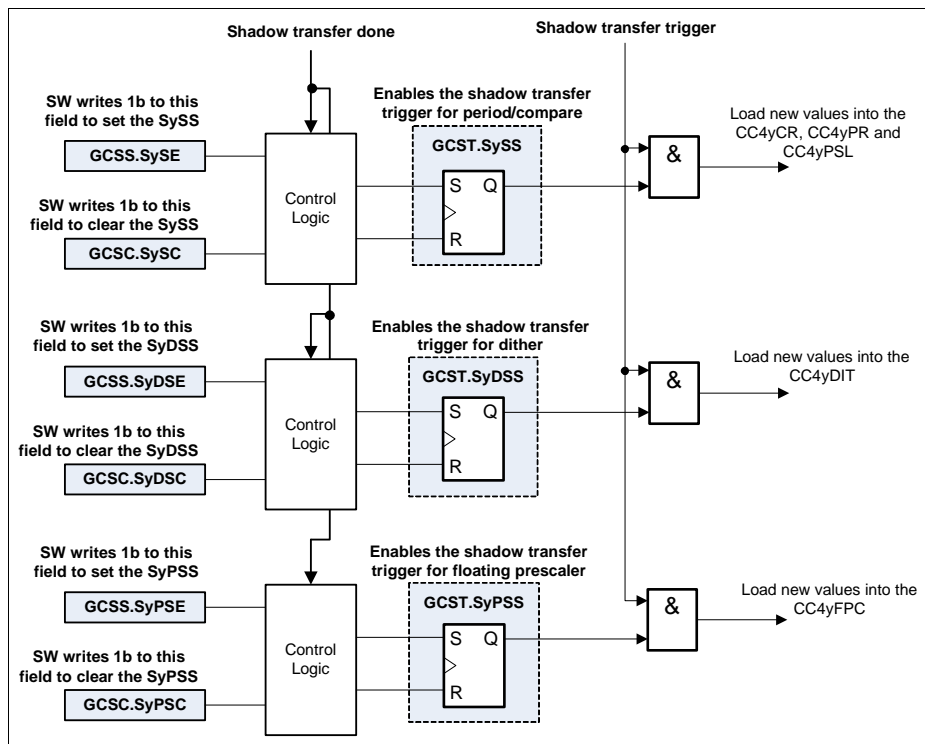 Shadow transfer done
Shadow transfer trigger
SW writes 1b to this
field to set the SySS
GCSS.SySE
SW writes 1b to this
field to clear the SySS
GCSC.SySC
Control
Logic
Enables the shadow transfer
trigger for period/compare
GCST.SySS
S Q
R
&
Load new values into the
CC4yCR, CC4yPR and
CC4yPSL
SW writes 1b to this
field to set the SyDSS
GCSS.SyDSE
SW writes 1b to this
field to clear the SyDSS
GCSC.SyDSC
Control
Logic
Enables the shadow transfer
trigger for dither
GCST.SyDSS
S Q
R
&
Load new values into the
CC4yDIT
SW writes 1b to this
field to set the SyPSS
GCSS.SyPSE
SW writes 1b to this
field to clear the SyPSS
GCSC.SyPSC
Control
Logic
Enables the shadow transfer
trigger for floating prescaler
GCST.SyPSS
S Q
R
&
Load new values into the
CC4yFPC